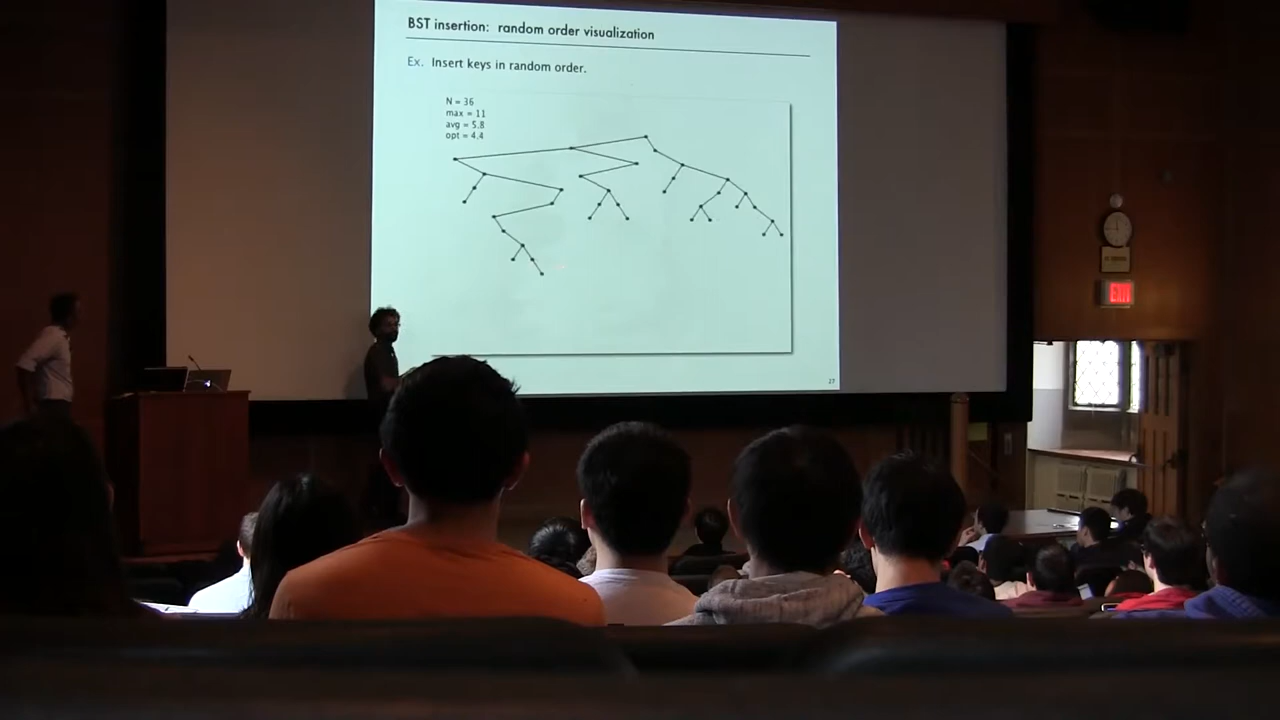 BST insertion: random order visualization
Ex. Insert keys in random order.
N = 36
max = 11
avg = 5.8
opt = 4.4
27
EXIT